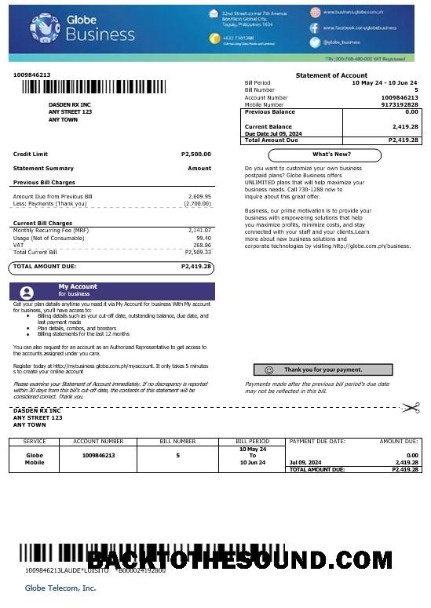 Globe
Business
32nd Street corner 7th Avenue
Bonifacio Global City,
Taguig, Philippines 1634
www.business.globe.com.ph
www.facebook.com/globebusiness
@globe_business
1009846213
DASDEN RX INC
ANY STREET 123
ANY TOWN
Statement of Account
Bill Period 10 May 24 - 10 Jun 24
Bill Number 5
Account Number 1009846213
Mobile Number 9173192828
Previous Balance 0.00
Current Balance 2,419.28
Due Date Jul 09, 2024
Total Amount Due P2,419.28
Credit Limit P2,500.00
Statement Summary Amount
Previous Bill Charges
Amount Due from Previous Bill 2,609.95
Less: Payments (Thank you) (2,700.00)
Current Bill Charges
Monthly Recurring Fee (MRF) 2,141.07
Usage (Net of Consumable) 99.40
VAT 268.86
Total Current Bill P2,509.33
TOTAL AMOUNT DUE: P2,419.28
What's New?
Do you want to customize your own business
postpaid plans? Globe Business offers
UNLIMITED plans that will help maximize your
business needs. Call 730-1288 now to
inquire about this great offer.
Business, our prime motivation is to provide your
business with empowering solutions that help
you maximize profits, minimize costs, and stay
connected with your staff and your clients.Learn
more about new business solutions and
corporate technologies by visiting http://globe.com.ph/business.
My Account
for business
Get your plan details anytime you need it via My Account for business With My account
for business, you'll have access to:
• Billing details such as your cut-off date, outstanding balance, due date, and
last payment made
• Plan details, combos, and boosters
• Billing statements for the last 12 months
You can also request for an account as an Authorized Representative to get access to
the accounts assigned under you care.
Register today at http://mybusiness.globe.com.ph/myaccount. It only takes 5 minutes
s to create your online account
Please examine your Statement of Account immediately. If no discrepancy is reported
within 30 days from this bill's cut-off date, the contents of this statement will be
considered correct. Thank you.
Thank you for your payment.
Payments made after the previous bill period's due date
may not be reflected in this bill.
DASDEN RX INC
ANY STREET 123
ANY TOWN
SERVICE ACCOUNT NUMBER BILL NUMBER BILL PERIOD PAYMENT DUE DATE: AMOUNT DUE:
Globe
Mobile 1009846213 5 10 May 24
To
10 Jun 24 0.00
Jul 09, 2024 2,419.28
TOTAL AMOUNT DUE: P2,419.28
BACKTOTHESOUND.COM
1009846213LAUDE*LUISITO
Globe Telecom, Inc.